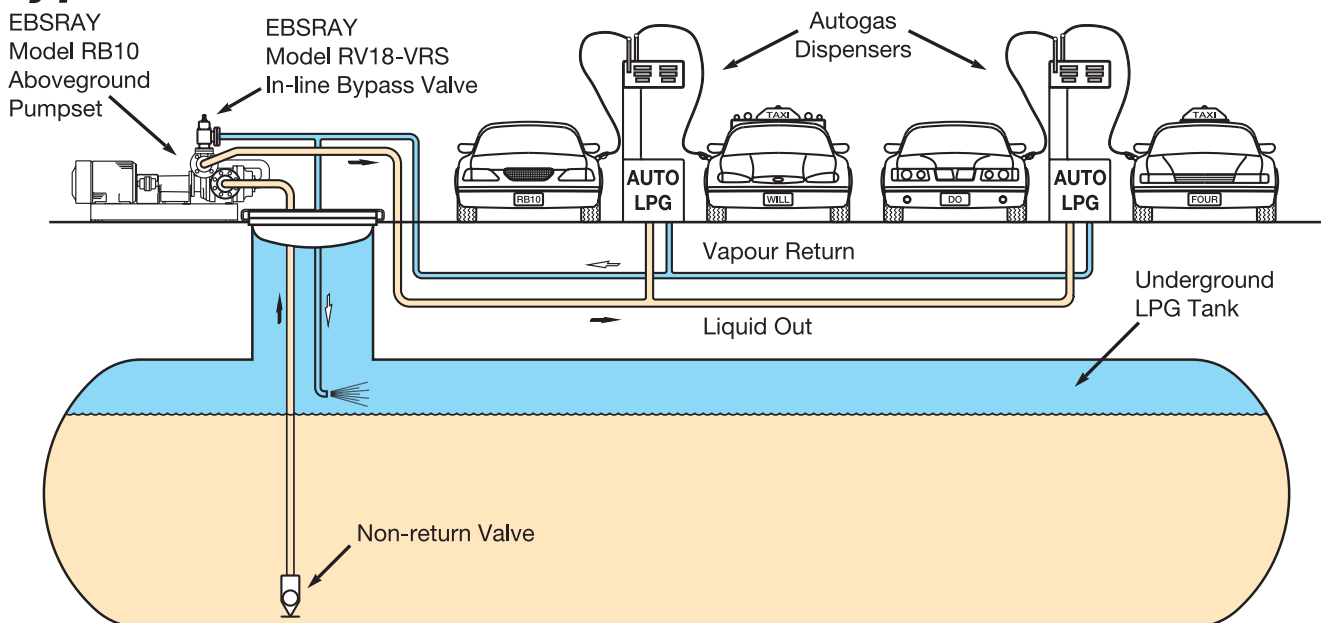 EBSRAY
Model RB10
Aboveground
Pumpset
EBSRAY
Model RV18-VRS
In-line Bypass Valve
Autogas
Dispensers
TAXI
TAXI
AUTO
LPG
AUTO
LPG
RB10
WILL
DO
FOUR
Vapour Return
Underground
LPG Tank
Liquid Out
Non-return Valve